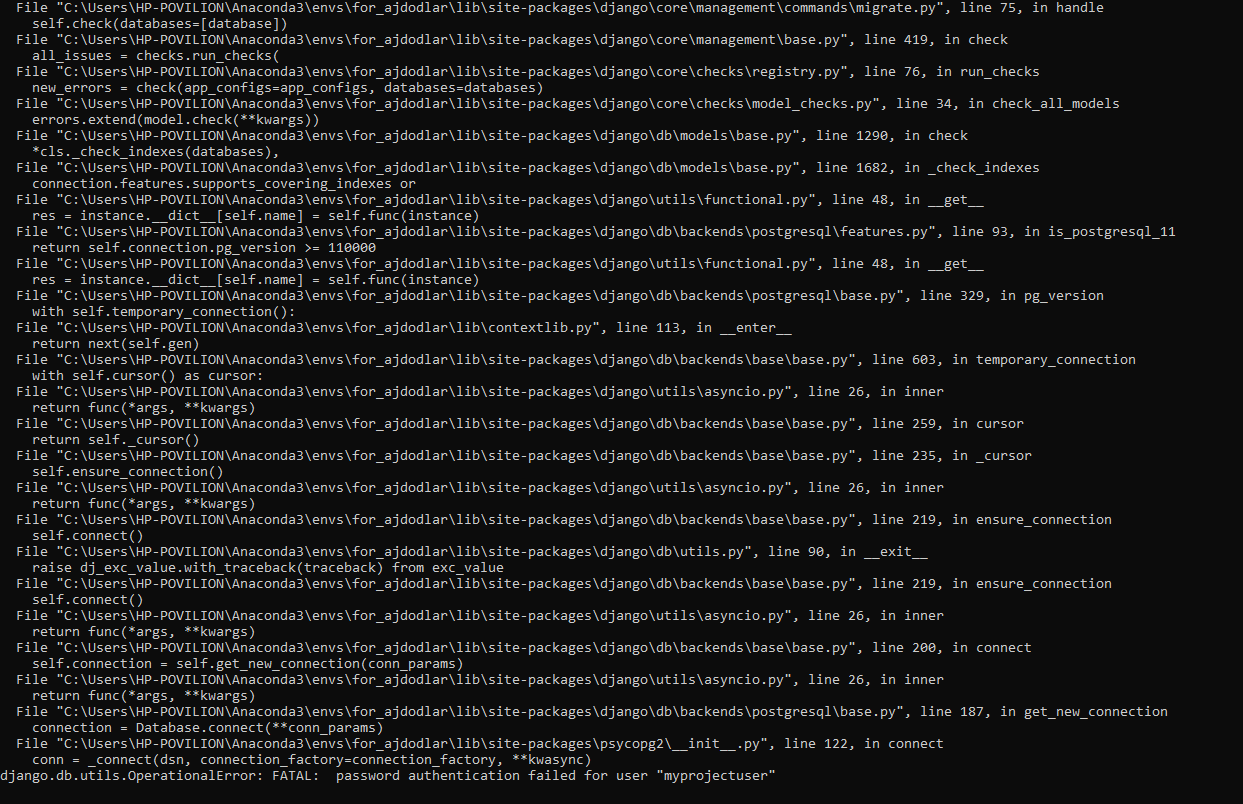 File "C:\Users\HP-POVILION\Anaconda3\envs\for_ajdodlar\lib\site-packages\django\core\management\commands\migrate.py", line 75, in handle
self.check(databases=[database])
File "C:\Users\HP-POVILION\Anaconda3\envs\for_ajdodlar\lib\site-packages\django\core\management\base.py", line 419, in check
all_issues = checks.run_checks(
File "C:\Users\HP-POVILION\Anaconda3\envs\for_ajdodlar\lib\site-packages\django\core\checks\registry.py", line 76, in run_checks
new_errors = check(app_configs=app_configs, databases=databases)
File "C:\Users\HP-POVILION\Anaconda3\envs\for_ajdodlar\lib\site-packages\django\core\checks\model_checks.py", line 34, in check_all_models
errors.extend(model.check(**kwargs))
File "C:\Users\HP-POVILION\Anaconda3\envs\for_ajdodlar\lib\site-packages\django\db\models\base.py", line 1290, in check
*cls._check_indexes(databases),
File "C:\Users\HP-POVILION\Anaconda3\envs\for_ajdodlar\lib\site-packages\django\db\models\base.py", line 1682, in _check_indexes
connection.features.supports_covering_indexes or
File "C:\Users\HP-POVILION\Anaconda3\envs\for_ajdodlar\lib\site-packages\django\utils\functional.py", line 48, in __get__
res = instance.__dict__[self.name] = self.func(instance)
File "C:\Users\HP-POVILION\Anaconda3\envs\for_ajdodlar\lib\site-packages\django\db\backends\postgresql\features.py", line 93, in is_postgresql_11
return self.connection.pg_version >= 110000
File "C:\Users\HP-POVILION\Anaconda3\envs\for_ajdodlar\lib\site-packages\django\utils\functional.py", line 48, in __get__
res = instance.__dict__[self.name] = self.func(instance)
File "C:\Users\HP-POVILION\Anaconda3\envs\for_ajdodlar\lib\site-packages\django\db\backends\postgresql\base.py", line 329, in pg_version
with self.temporary_connection():
File "C:\Users\HP-POVILION\Anaconda3\envs\for_ajdodlar\lib\contextlib.py", line 113, in __enter__
return next(self.gen)
File "C:\Users\HP-POVILION\Anaconda3\envs\for_ajdodlar\lib\site-packages\django\db\backends\base\base.py", line 603, in temporary_connection
with self.cursor() as cursor:
File "C:\Users\HP-POVILION\Anaconda3\envs\for_ajdodlar\lib\site-packages\django\utils\asyncio.py", line 26, in inner
return func(*args, **kwargs)
File "C:\Users\HP-POVILION\Anaconda3\envs\for_ajdodlar\lib\site-packages\django\db\backends\base\base.py", line 259, in cursor
return self._cursor()
File "C:\Users\HP-POVILION\Anaconda3\envs\for_ajdodlar\lib\site-packages\django\db\backends\base\base.py", line 235, in _cursor
self.ensure_connection()
File "C:\Users\HP-POVILION\Anaconda3\envs\for_ajdodlar\lib\site-packages\django\utils\asyncio.py", line 26, in inner
return func(*args, **kwargs)
File "C:\Users\HP-POVILION\Anaconda3\envs\for_ajdodlar\lib\site-packages\django\db\backends\base\base.py", line 219, in ensure_connection
self.connect()
File "C:\Users\HP-POVILION\Anaconda3\envs\for_ajdodlar\lib\site-packages\django\db\utils.py", line 90, in __exit__
raise dj_exc_value.with_traceback(traceback) from exc_value
File "C:\Users\HP-POVILION\Anaconda3\envs\for_ajdodlar\lib\site-packages\django\db\backends\base\base.py", line 219, in ensure_connection
self.connect()
File "C:\Users\HP-POVILION\Anaconda3\envs\for_ajdodlar\lib\site-packages\django\utils\asyncio.py", line 26, in inner
return func(*args, **kwargs)
File "C:\Users\HP-POVILION\Anaconda3\envs\for_ajdodlar\lib\site-packages\django\db\backends\base\base.py", line 200, in connect
self.connection = self.get_new_connection(conn_params)
File "C:\Users\HP-POVILION\Anaconda3\envs\for_ajdodlar\lib\site-packages\django\utils\asyncio.py", line 26, in inner
return func(*args, **kwargs)
File "C:\Users\HP-POVILION\Anaconda3\envs\for_ajdodlar\lib\site-packages\django\db\backends\postgresql\base.py", line 187, in get_new_connection
connection = Database.connect(**conn_params)
File "C:\Users\HP-POVILION\Anaconda3\envs\for_ajdodlar\lib\site-packages\psycopg2\__init__.py", line 122, in connect
conn = _connect(dsn, connection_factory=connection_factory, **kwasync)
django.db.utils.OperationalError: FATAL:  password authentication failed for user "myprojectuser"